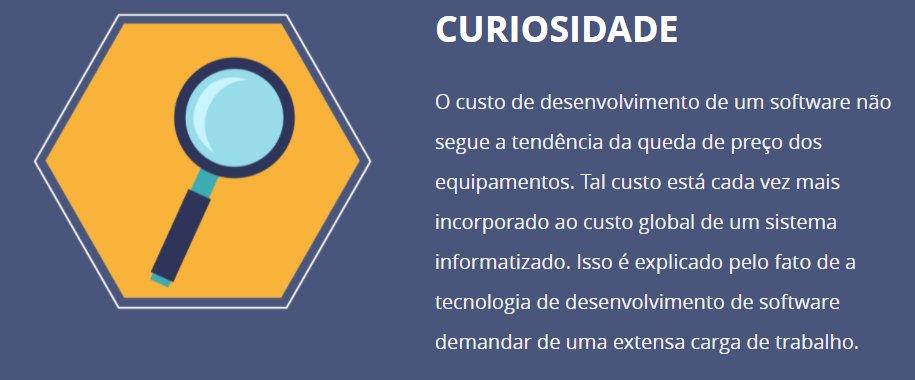 CURIOSIDADE
O custo de desenvolvimento de um software não
segue a tendência da queda de preço dos
equipamentos. Tal custo está cada vez mais
incorporado ao custo global de um sistema
informatizado. Isso é explicado pelo fato de a
tecnologia de desenvolvimento de software
demandar de uma extensa carga de trabalho.